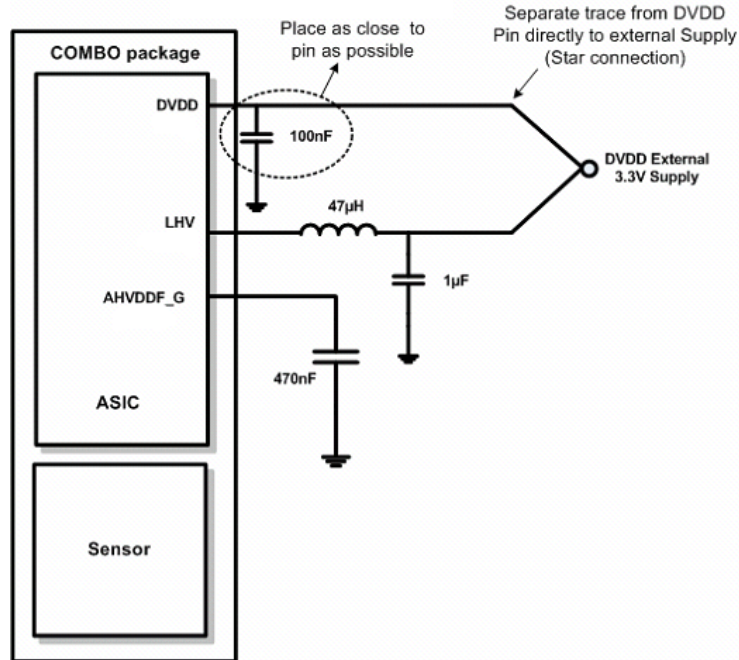 Place as close to
pin as possible
Separate trace from DVDD
Pin directly to external Supply
(Star connection)
COMBO package
DVDD
100nF
DVDD External
3.3V Supply
47µH
LHV
1µF
AHVDDF_G
470nF
ASIC
Sensor